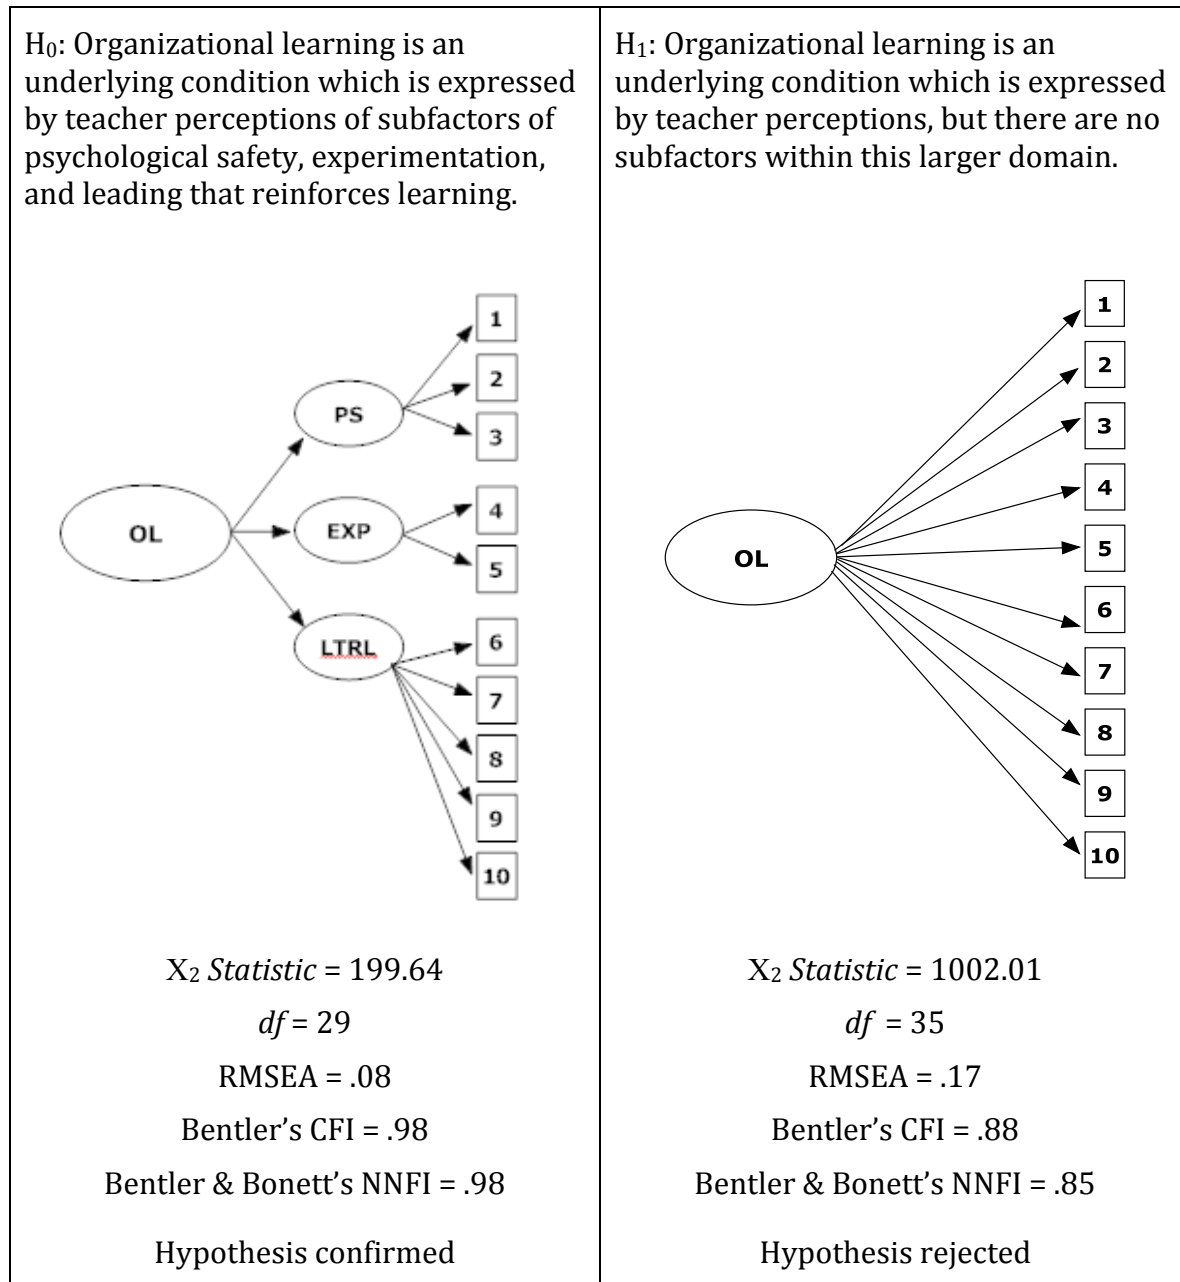 H₀: Organizational learning is an
underlying condition which is expressed
by teacher perceptions of subfactors of
psychological safety, experimentation,
and leading that reinforces learning.
OL
PS
EXP
LTRL
1
2
3
4
5
6
7
8
9
10
X₂ Statistic = 199.64
df = 29
RMSEA = .08
Bentler’s CFI = .98
Bentler & Bonett’s NNFI = .98
Hypothesis confirmed
H₁: Organizational learning is an
underlying condition which is expressed
by teacher perceptions, but there are no
subfactors within this larger domain.
OL
1
2
3
4
5
6
7
8
9
10
X₂ Statistic = 1002.01
df = 35
RMSEA = .17
Bentler’s CFI = .88
Bentler & Bonett’s NNFI = .85
Hypothesis rejected